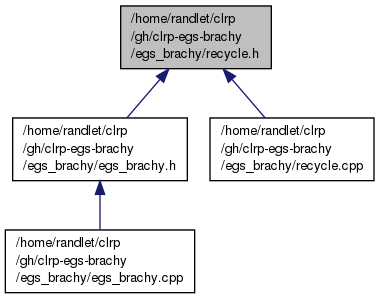 /home/randlet/clrp
/gh/clrp-egs-brachy
/egs_brachy/recycle.h
/home/randlet/clrp
/gh/clrp-egs-brachy
/egs_brachy/egs_brachy.h
/home/randlet/clrp
/gh/clrp-egs-brachy
/egs_brachy/recycle.cpp
/home/randlet/clrp
/gh/clrp-egs-brachy
/egs_brachy/egs_brachy.cpp